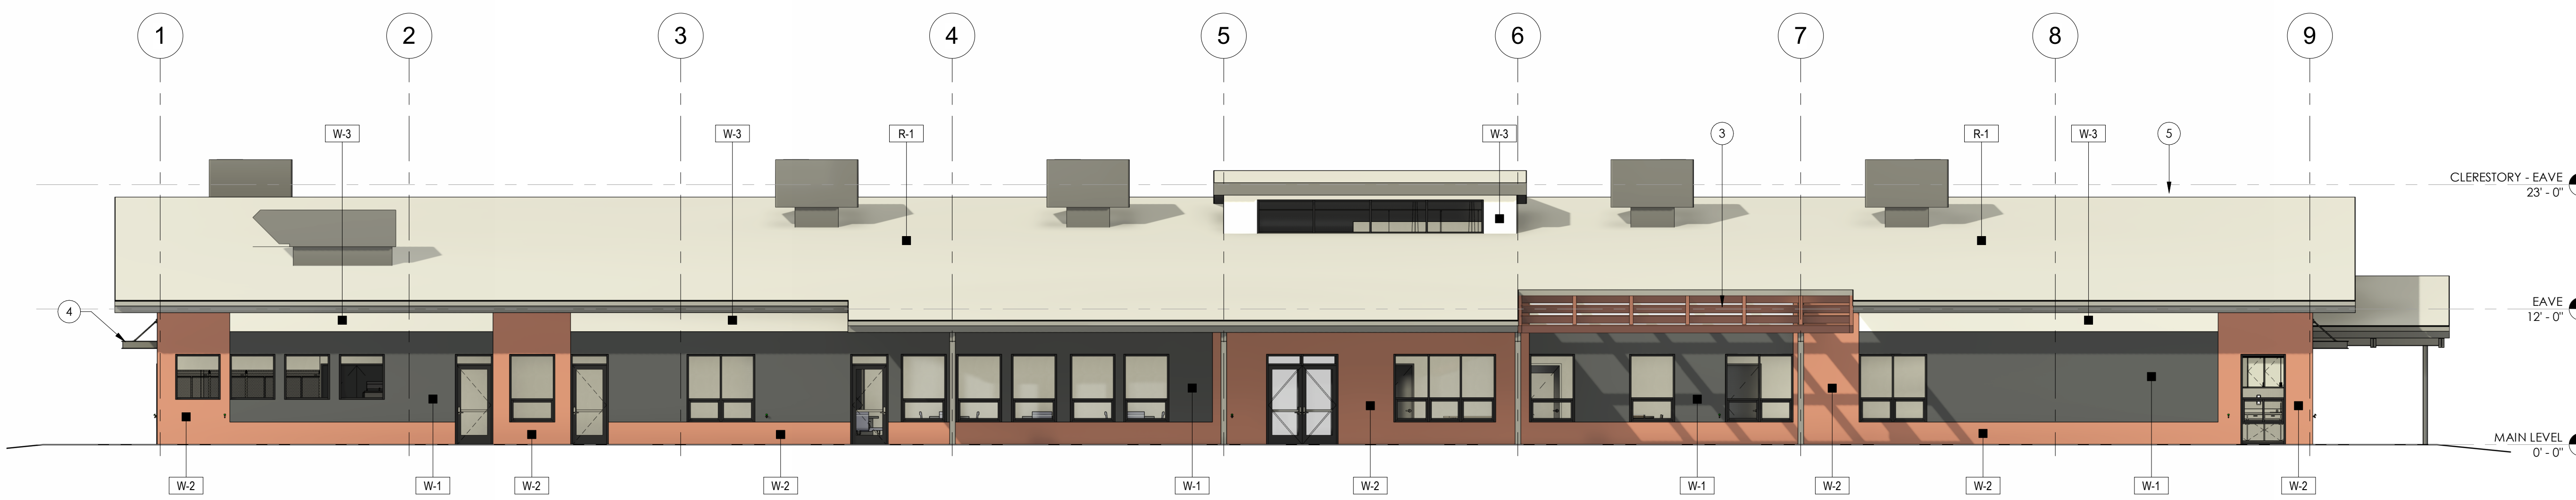 1 2 3 4 5 6 7 8 9
W-3 W-3 R-1 W-3 3 R-1 W-3 5
CLERESTORY - EAVE
23' - 0"
4
EAVE
12' - 0"
MAIN LEVEL
0' - 0"
W-2 W-1 W-2 W-2 W-1 W-2 W-1 W-2 W-2 W-1 W-2